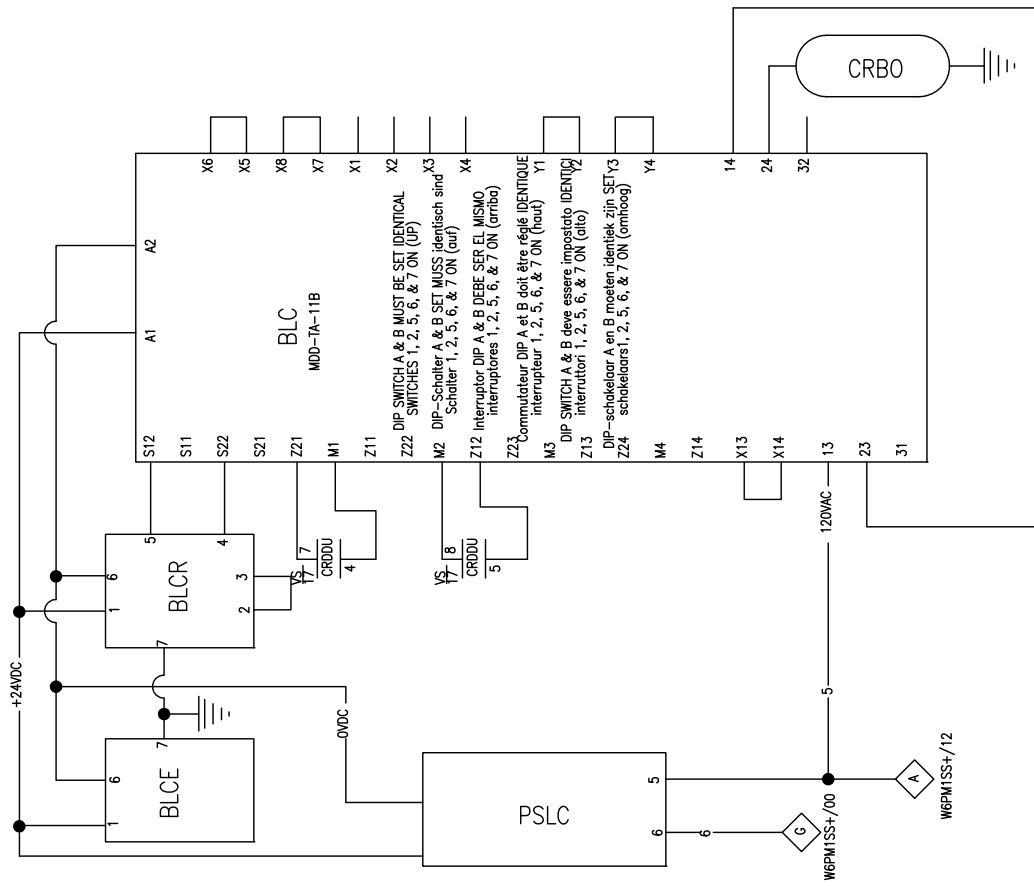 CRBO
14
24
32
X6
X5
X8
X7
X1
X2
X3
X4
Y1
Y2
Y3
Y4
A2
A1
BLC
MDD-TA-11B
DIP SWITCH A & B MUST BE SET IDENTICAL
SWITCHES 1, 2, 5, 6, & 7 ON (UP)
DIP-Schalter A & B SET MUSS identisch sind
Schalter 1, 2, 5, 6, & 7 ON (auf)
Interruptor DIP A & B DEBE SER EL MISMO
interruptores 1, 2, 5, 6, & 7 ON (arriba)
Commutateur DIP A et B doit être réglé IDENTIQUE
interrupteur 1, 2, 5, 6, & 7 ON (haut)
DIP SWITCH A & B deve essere impostato IDENTICI
interruttori 1, 2, 5, 6, & 7 ON (alto)
DIP-schakelaar A en B moeten identiek zijn SET
schakelaars1, 2, 5, 6, & 7 ON (omhoog)
S12
S11
S22
S21
Z21
M1
Z11
Z22
M2
Z12
Z23
M3
Z13
Z24
M4
Z14
X13
X14
13
23
31
120VAC
5
5
4
6
1
3
2
7
BLCR
VS
17
7
CRDDU
4
VS
17
8
CRDDU
5
+24VDC
0VDC
6
1
7
BLCE
PSLC
5
6
6
A
W6PM1SS+/12
G
W6PM1SS+/00